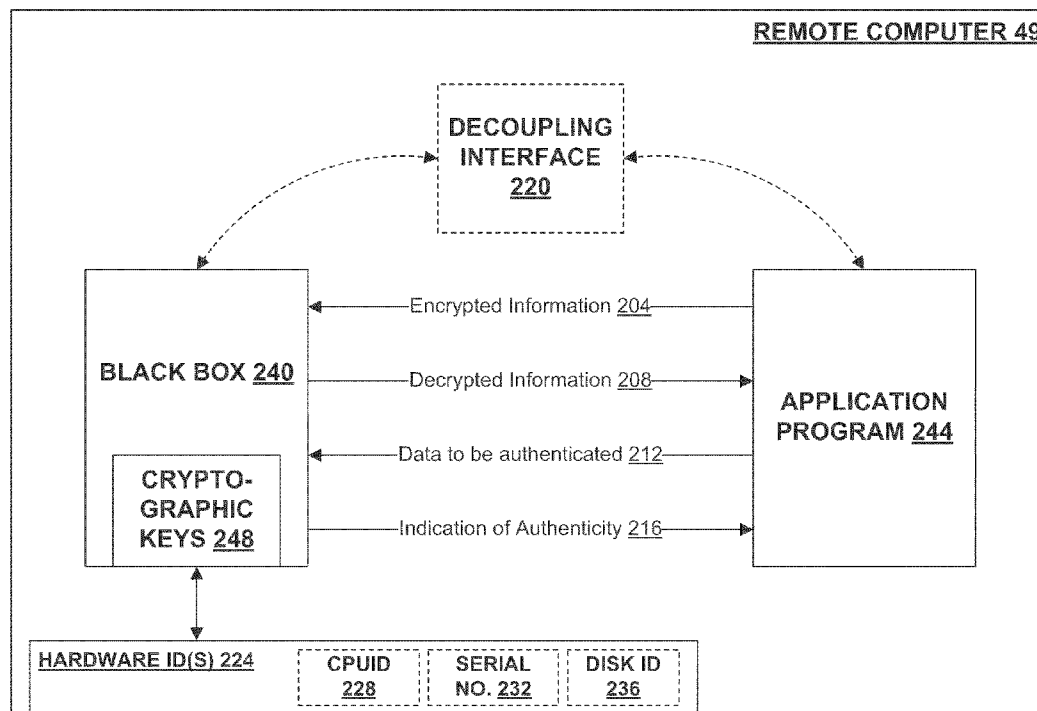 REMOTE COMPUTER 49
DECOUPLING
INTERFACE
220
Encrypted Information 204
BLACK BOX 240
Decrypted Information 208
APPLICATION
PROGRAM 244
Data to be authenticated 212
CRYPTO-
GRAPHIC
KEYS 248
Indication of Authenticity 216
HARDWARE ID(S) 224
CPUID
228
SERIAL
NO. 232
DISK ID
236